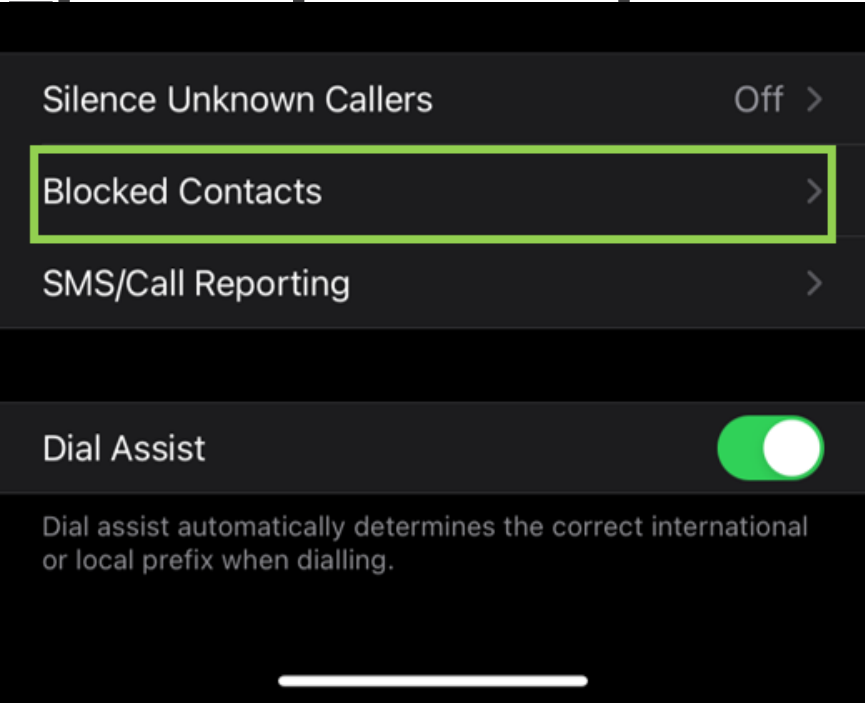 Silence Unknown Callers Off
Blocked Contacts
SMS/Call Reporting
Dial Assist
Dial assist automatically determines the correct international
or local prefix when dialling.